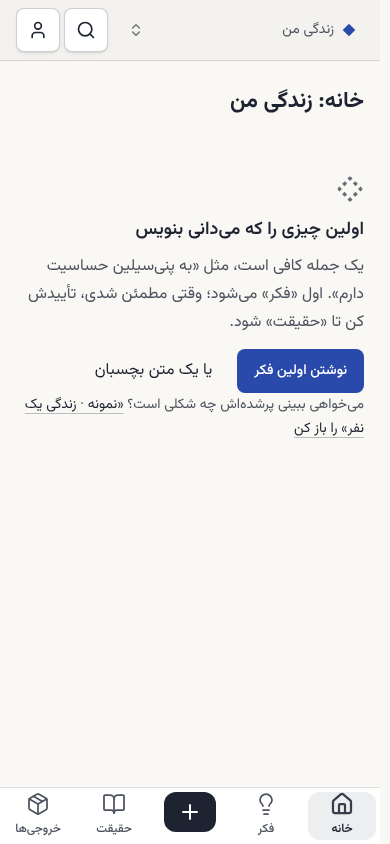 زندگی من
خانه: زندگی من
اولین چیزی را که می‌دانی بنویس
یک جمله کافی است، مثل «به پنی‌سیلین حساسیت
دارم». اول «فکر» می‌شود؛ وقتی مطمئن شدی، تأییدش
کن تا «حقیقت» شود.
نوشتن اولین فکر
یا یک متن بچسبان
می‌خواهی ببینی پرشده‌اش چه شکلی است؟ «نمونه · زندگی یک
نفر» را باز کن
خانه
فکر
حقیقت
خروجی‌ها